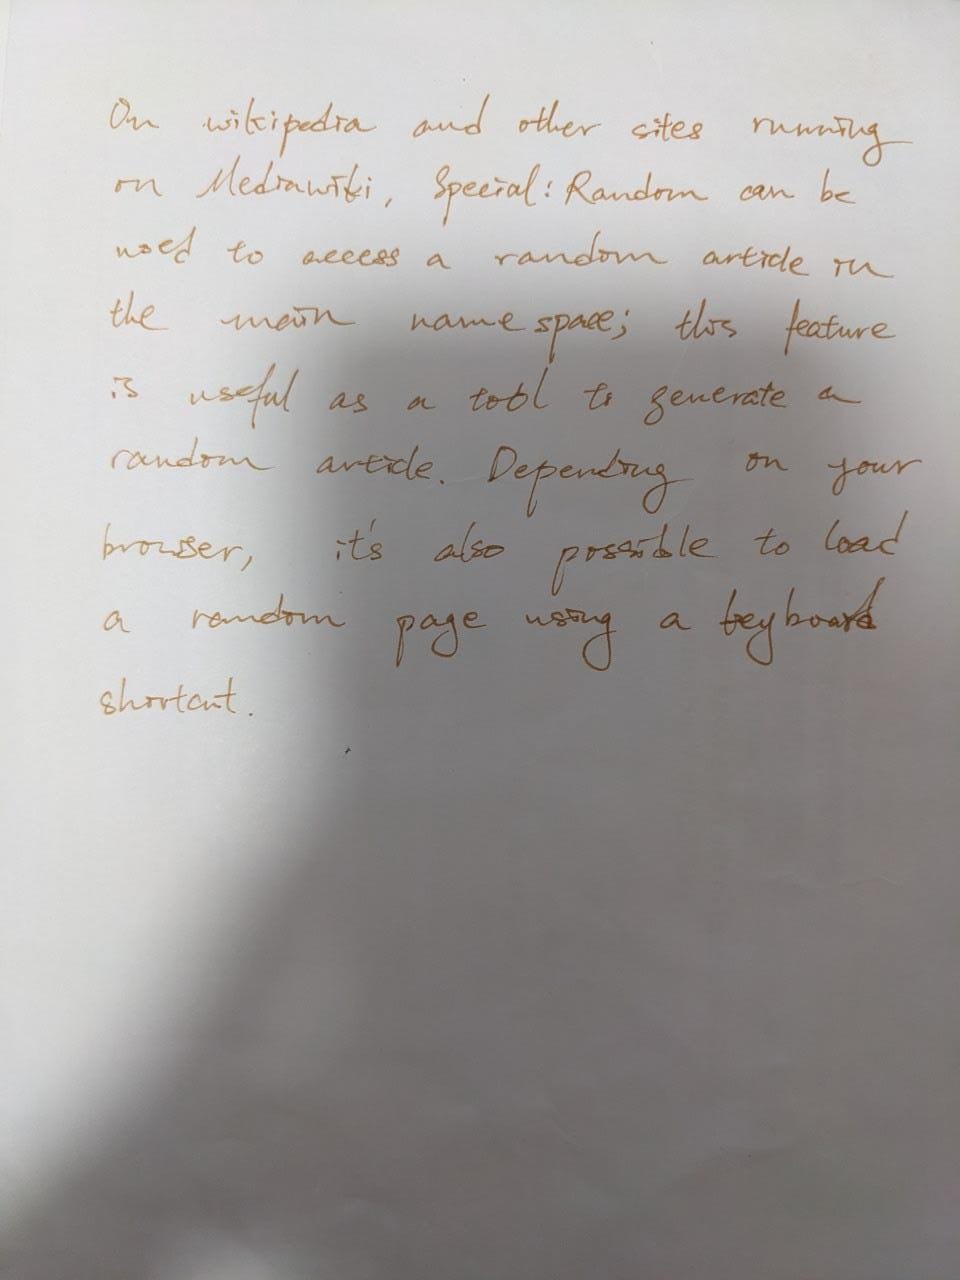 On wikipedia and other sites running
on Mediawiki, Special: Random can be
used to access a random article in
the main namespace; this feature
is useful as a tool to generate a
random article. Depending on your
browser, it's also possible to load
a random page using a keyboard
shortcut.